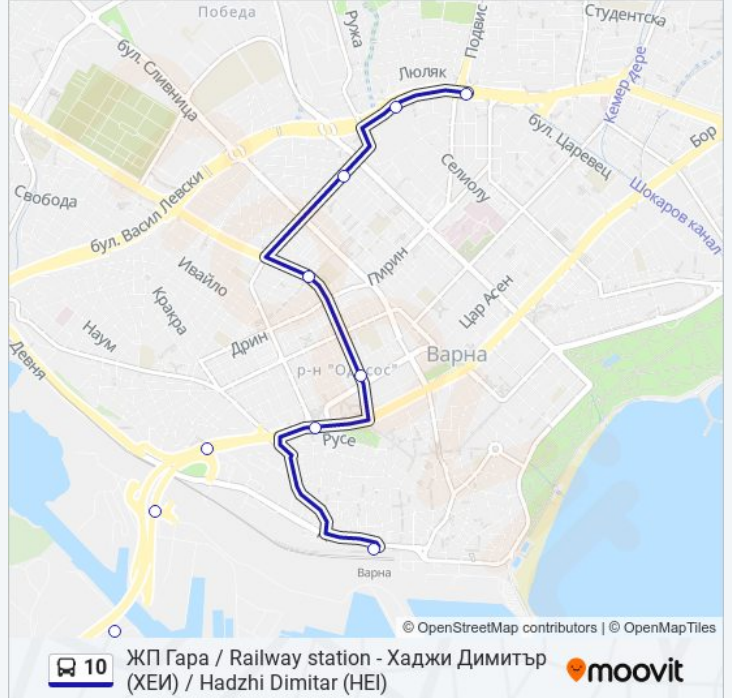 Победа
Ружа
Подвис
Студентска
бул. Сливница
Люляк
Кемер дере
бул. Царевец
Бор
Селиолу
Шокаров канал
Свобода
бул. Васил Левски
Ивайло
Пирин
Кракра
Цар Асен
Наум
Дрин
Варна
р-н "Одесос"
Девня
Русе
Варна
© OpenStreetMap contributors | © OpenMapTiles
10
ЖП Гара / Railway station - Хаджи Димитър
(ХЕИ) / Hadzhi Dimitar (HEI)
moovit